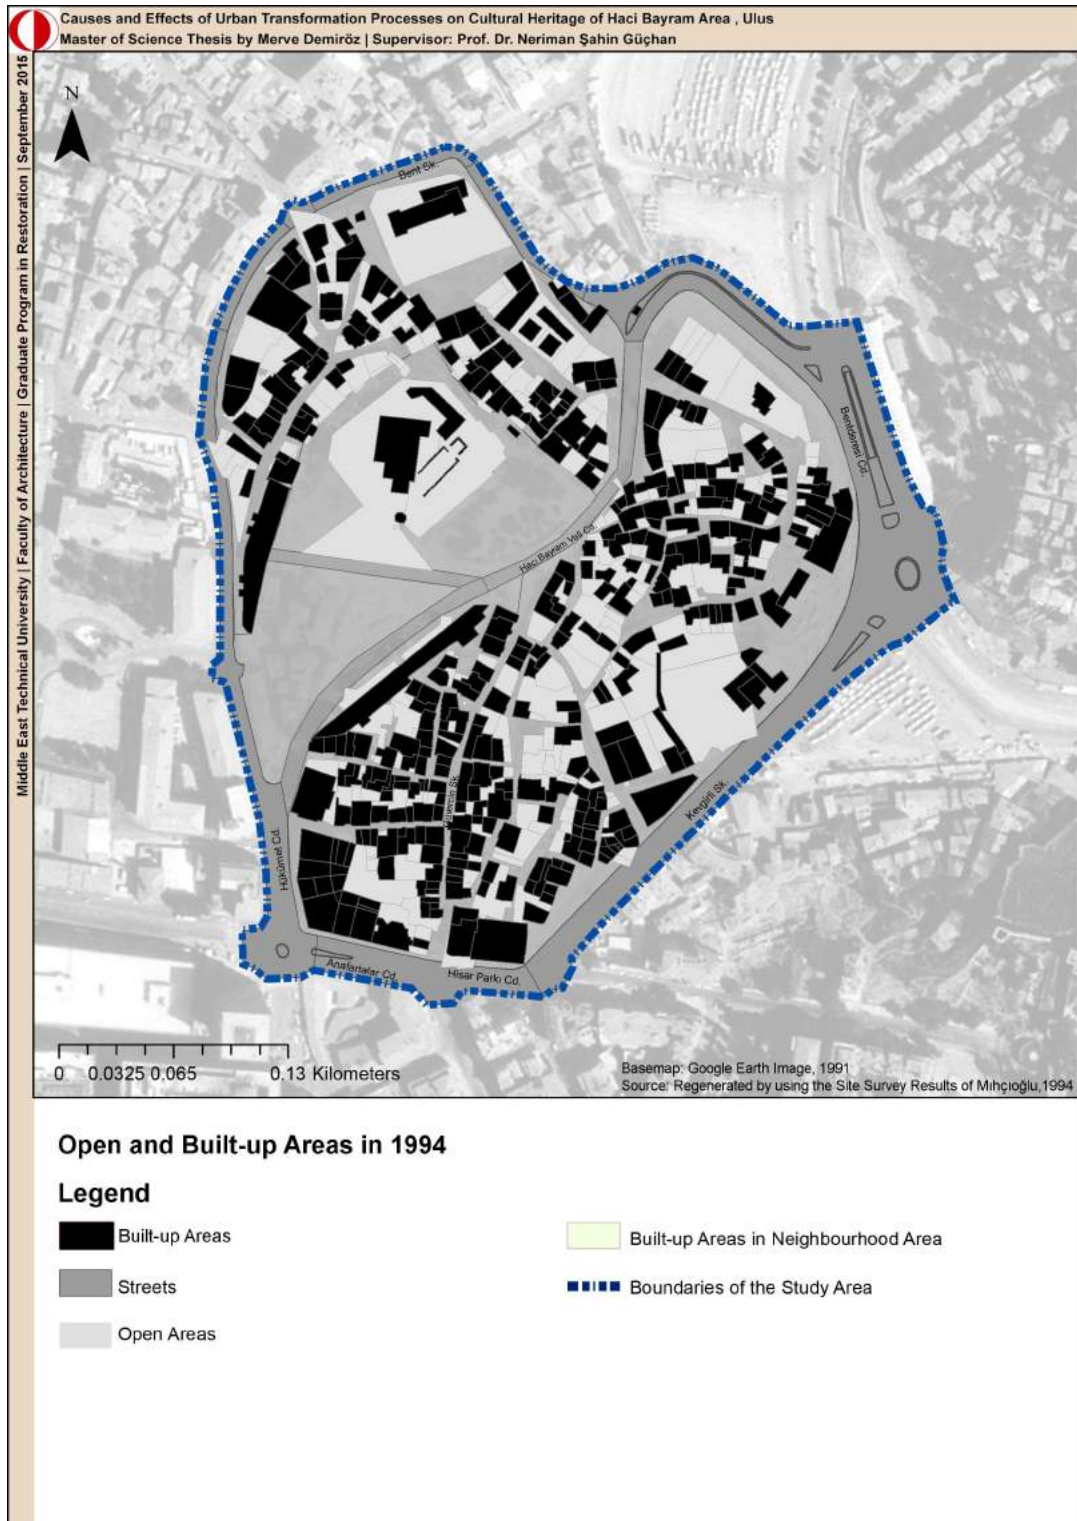 Causes and Effects of Urban Transformation Processes on Cultural Heritage of Haci Bayram Area , Ulus
Master of Science Thesis by Merve Demiröz | Supervisor: Prof. Dr. Neriman Şahin Güçhan
Middle East Technical University | Faculty of Architecture | Graduate Program in Restoration | September 2015
N
Bent Sk.
Bentderesi Cd.
Hacı Bayram Veli Cd.
Kevgirli Sk.
Hükümet Cd.
Anafartalar Cd.
Hisar Parkı Cd.
0 0.0325 0.065 0.13 Kilometers
Basemap: Google Earth Image, 1991
Source: Regenerated by using the Site Survey Results of Mıhçıoğlu,1994
Open and Built-up Areas in 1994
Legend
Built-up Areas
Streets
Open Areas
Built-up Areas in Neighbourhood Area
Boundaries of the Study Area